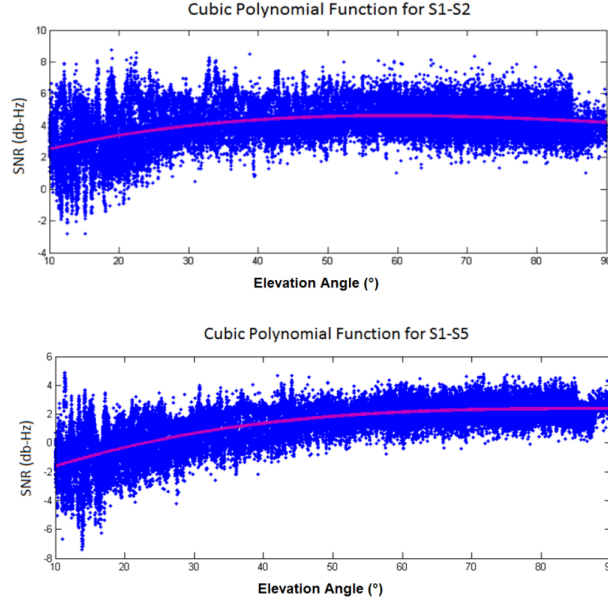 Cubic Polynomial Function for S1-S2
SNR (db-Hz)
10
8
6
4
2
0
-2
-4
10 20 30 40 50 60 70 80 90
Elevation Angle (°)
Cubic Polynomial Function for S1-S5
SNR (db-Hz)
6
4
2
0
-2
-4
-6
-8
10 20 30 40 50 60 70 80 90
Elevation Angle (°)